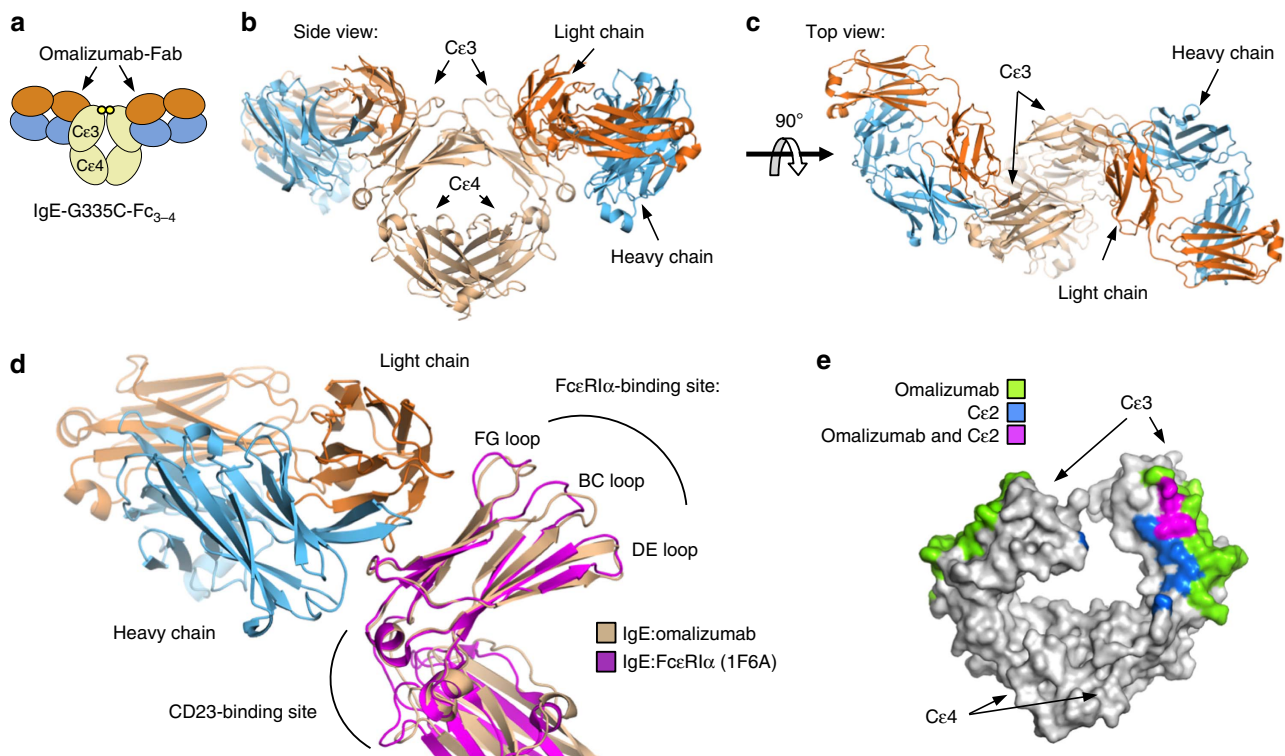 a
Omalizumab-Fab
Cε3
Cε4
IgE-G335C-Fc3–4
b
Side view:
Cε3
Light chain
Cε4
Heavy chain
90°
c
Top view:
Cε3
Heavy chain
Light chain
d
Light chain
FcεRIα-binding site:
FG loop
BC loop
DE loop
Heavy chain
IgE:omalizumab
IgE:FcεRIα (1F6A)
CD23-binding site
e
Omalizumab
Cε2
Omalizumab and Cε2
Cε3
Cε4